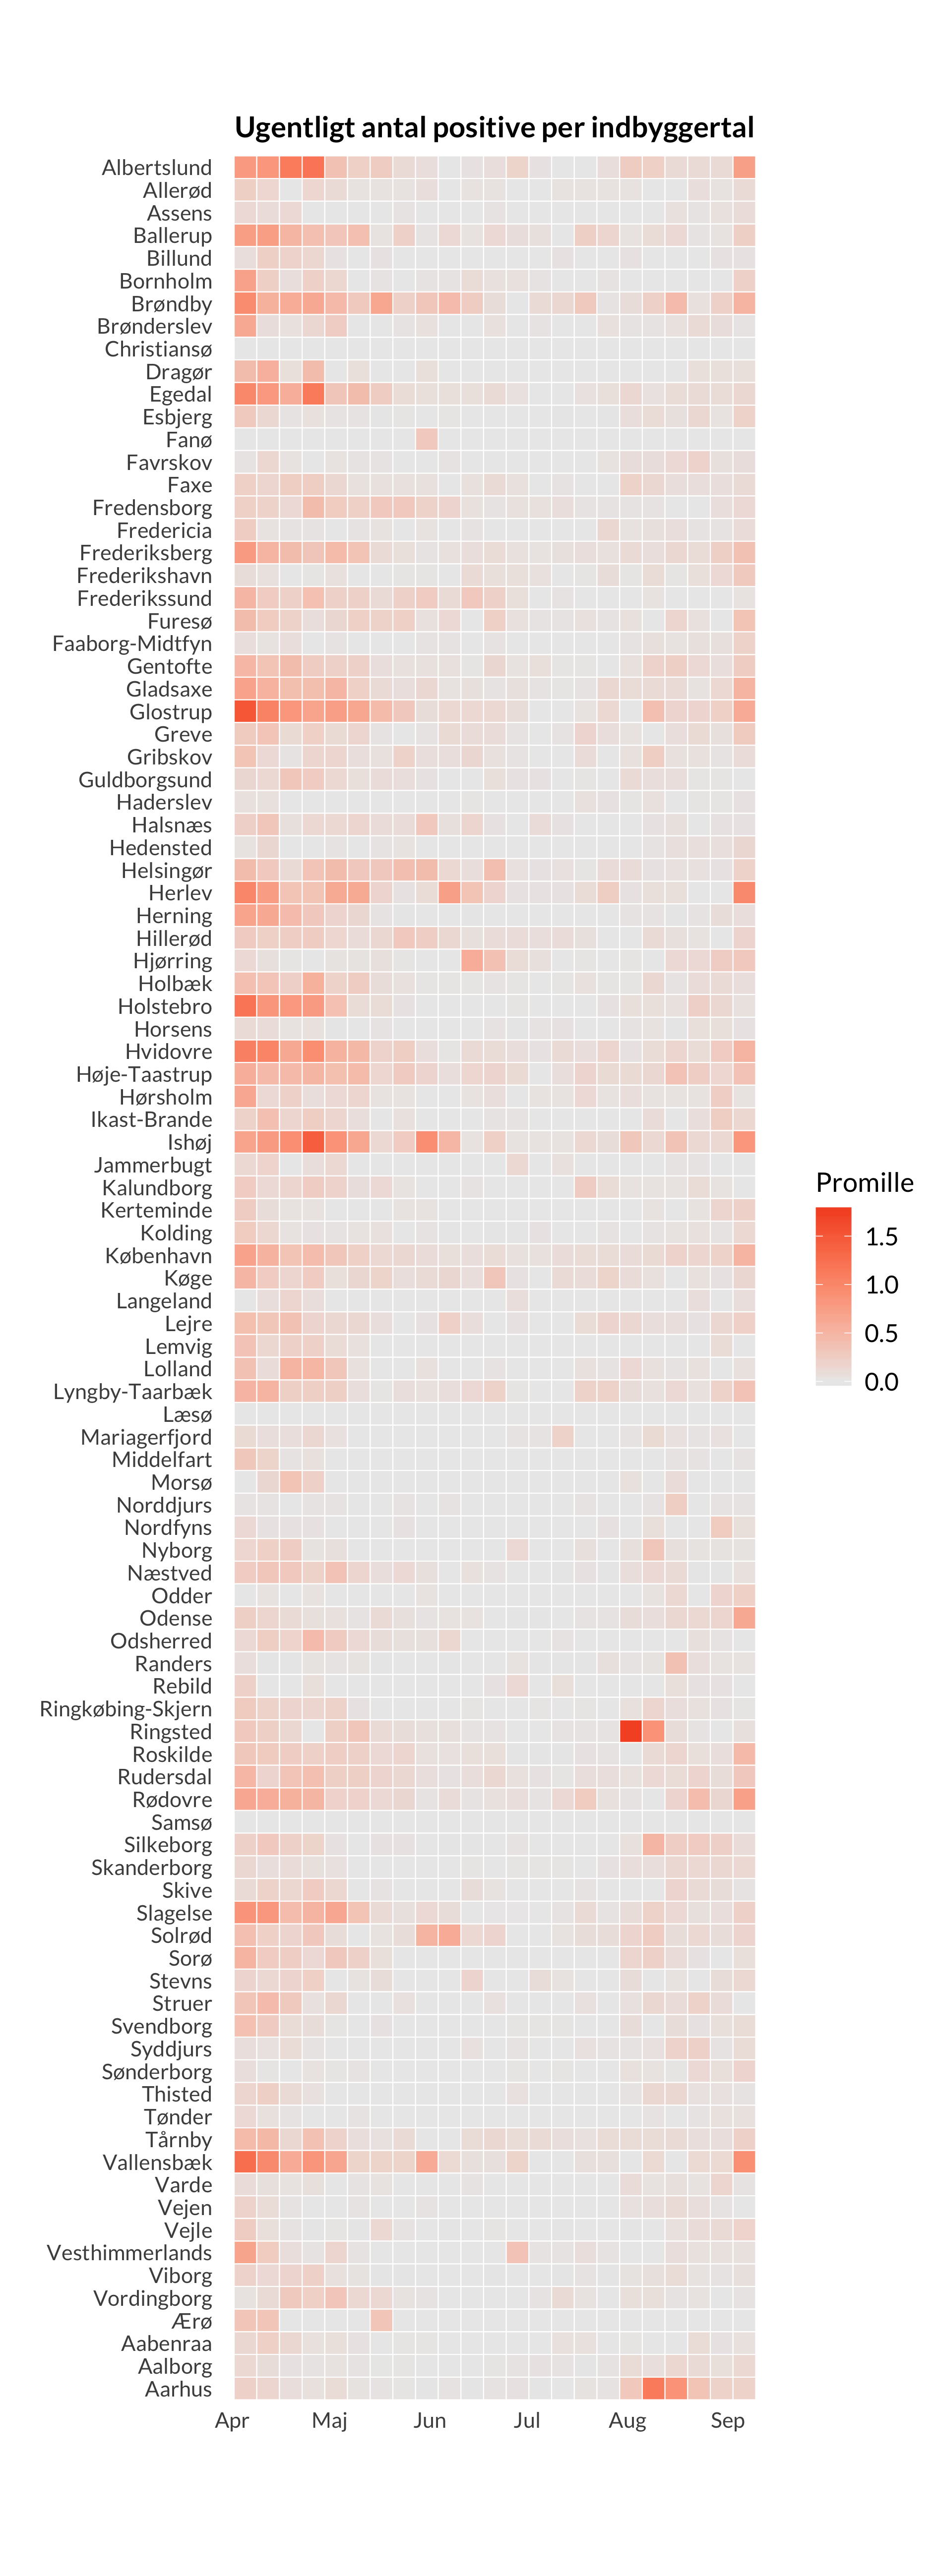 Ugentligt antal positive per indbyggertal
Albertslund
Allerød
Assens
Ballerup
Billund
Bornholm
Brøndby
Brønderslev
Christiansø
Dragør
Egedal
Esbjerg
Fanø
Favrskov
Faxe
Fredensborg
Fredericia
Frederiksberg
Frederikshavn
Frederikssund
Furesø
Faaborg-Midtfyn
Gentofte
Gladsaxe
Glostrup
Greve
Gribskov
Guldborgsund
Haderslev
Halsnæs
Hedensted
Helsingør
Herlev
Herning
Hillerød
Hjørring
Holbæk
Holstebro
Horsens
Hvidovre
Høje-Taastrup
Hørsholm
Ikast-Brande
Ishøj
Jammerbugt
Kalundborg
Kerteminde
Kolding
København
Køge
Langeland
Lejre
Lemvig
Lolland
Lyngby-Taarbæk
Læsø
Mariagerfjord
Middelfart
Morsø
Norddjurs
Nordfyns
Nyborg
Næstved
Odder
Odense
Odsherred
Randers
Rebild
Ringkøbing-Skjern
Ringsted
Roskilde
Rudersdal
Rødovre
Samsø
Silkeborg
Skanderborg
Skive
Slagelse
Solrød
Sorø
Stevns
Struer
Svendborg
Syddjurs
Sønderborg
Thisted
Tønder
Tårnby
Vallensbæk
Varde
Vejen
Vejle
Vesthimmerlands
Viborg
Vordingborg
Ærø
Aabenraa
Aalborg
Aarhus
Apr Maj Jun Jul Aug Sep
Promille
1.5
1.0
0.5
0.0